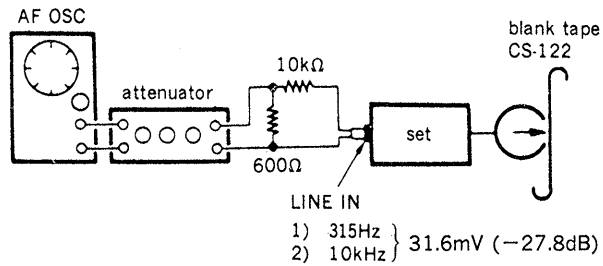 AF OSC
blank tape
CS-122
attenuator
10kΩ
set
600Ω
LINE IN
1) 315Hz
2) 10kHz
31.6mV (−27.8dB)